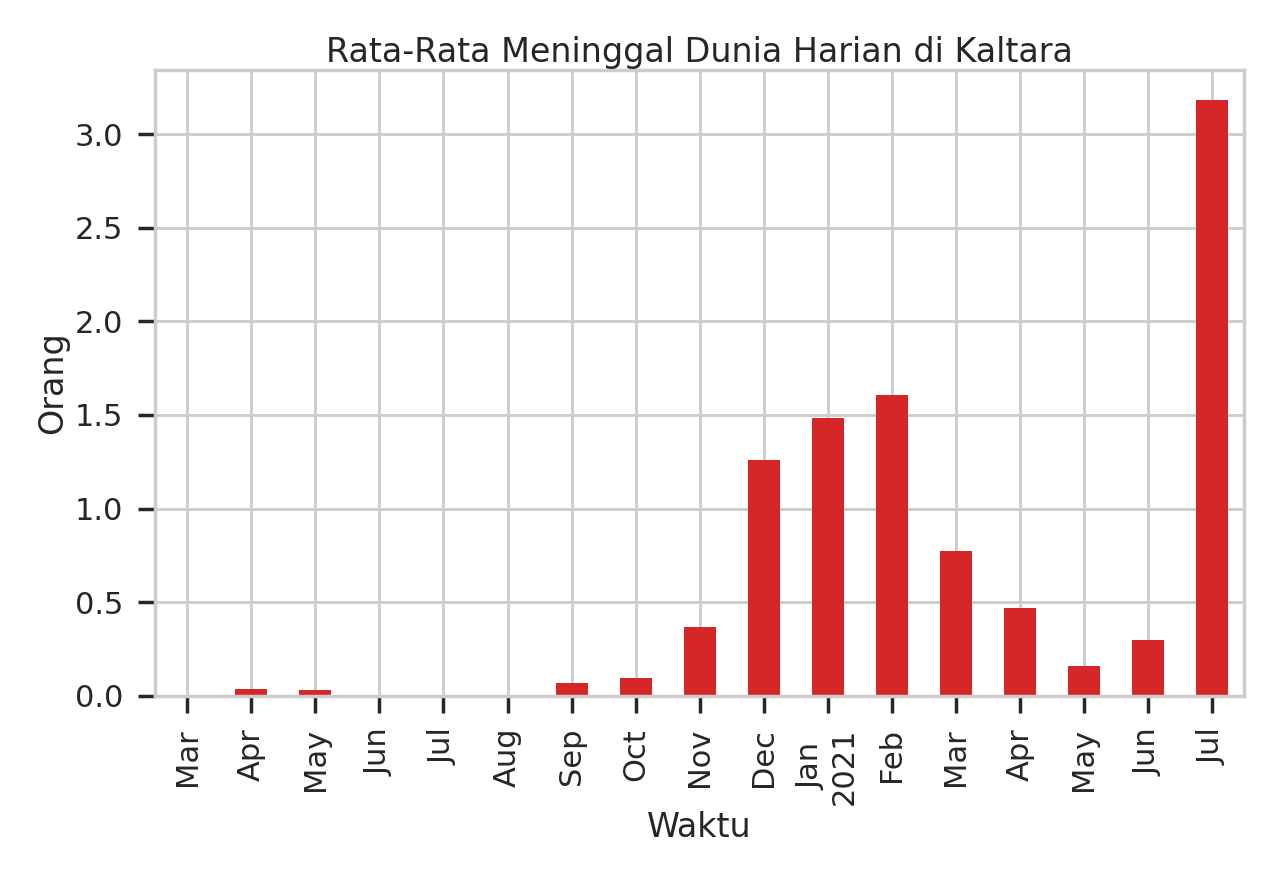 Rata-Rata Meninggal Dunia Harian di Kaltara
3.0
2.5
2.0
1.5
1.0
0.5
0.0
Orang
Mar
Apr
May
Jun
Jul
Aug
Sep
Oct
Nov
Dec
Jan
2021
Feb
Mar
Apr
May
Jun
Jul
Waktu